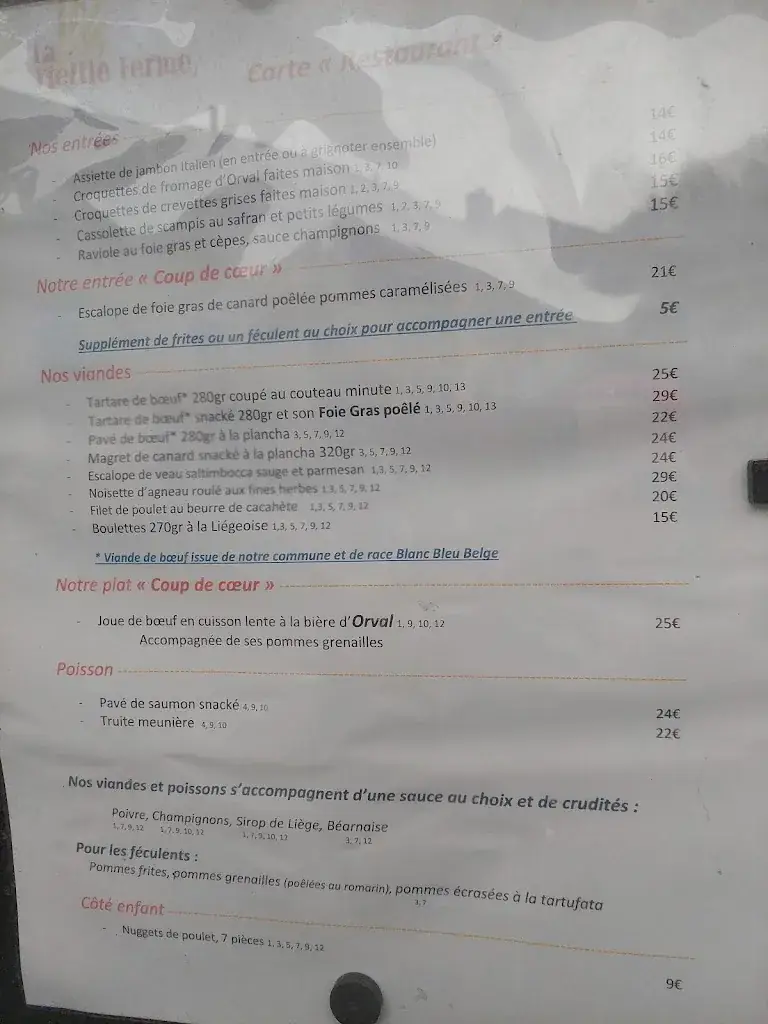 La
Vieille Ferme,
Carte « Restaurant »
Nos entrées
- Assiette de jambon Italien (en entrée ou à grignoter ensemble) 14€
- Croquettes de fromage d'Orval faites maison 1, 3, 7, 10 14€
- Croquettes de crevettes grises faites maison 1, 2, 3, 7, 9 16€
- Cassolette de scampis au safran et petits légumes 1, 2, 3, 7, 9 15€
- Raviole au foie gras et cèpes, sauce champignons 1, 3, 7, 9 15€
Notre entrée « Coup de cœur »
- Escalope de foie gras de canard poêlée pommes caramélisées 1, 3, 7, 9 21€
Supplément de frites ou un féculent au choix pour accompagner une entrée 5€
Nos viandes
- Tartare de bœuf* 280gr coupé au couteau minute 1, 3, 5, 9, 10, 13 25€
- Tartare de bœuf* snacké 280gr et son Foie Gras poêlé 1, 3, 5, 9, 10, 13 29€
- Pavé de bœuf* 280gr à la plancha 3, 5, 7, 9, 12 22€
- Magret de canard snacké à la plancha 320gr 3, 5, 7, 9, 12 24€
- Escalope de veau saltimbocca sauge et parmesan 1,3, 5, 7, 9, 12 24€
- Noisette d'agneau roulé aux fines herbes 1,3, 5, 7, 9, 12 29€
- Filet de poulet au beurre de cacahète 1,3, 5, 7, 9, 12 20€
- Boulettes 270gr à la Liégeoise 1,3, 5, 7, 9, 12 15€
* Viande de bœuf issue de notre commune et de race Blanc Bleu Belge
Notre plat « Coup de cœur »
- Joue de bœuf en cuisson lente à la bière d'Orval 1, 9, 10, 12 25€
Accompagnée de ses pommes grenailles
Poisson
- Pavé de saumon snacké 4, 9, 10 24€
- Truite meunière 4, 9, 10 22€
Nos viandes et poissons s'accompagnent d'une sauce au choix et de crudités :
Poivre, Champignons, Sirop de Liège, Béarnaise
1, 7, 9, 12 1, 7, 9, 10, 12 1, 7, 9, 10, 12 3, 7, 12
Pour les féculents :
Pommes frites, pommes grenailles (poêlées au romarin), pommes écrasées à la tartufata
3, 7
Côté enfant
- Nuggets de poulet, 7 pièces 1, 3, 5, 7, 9, 12 9€